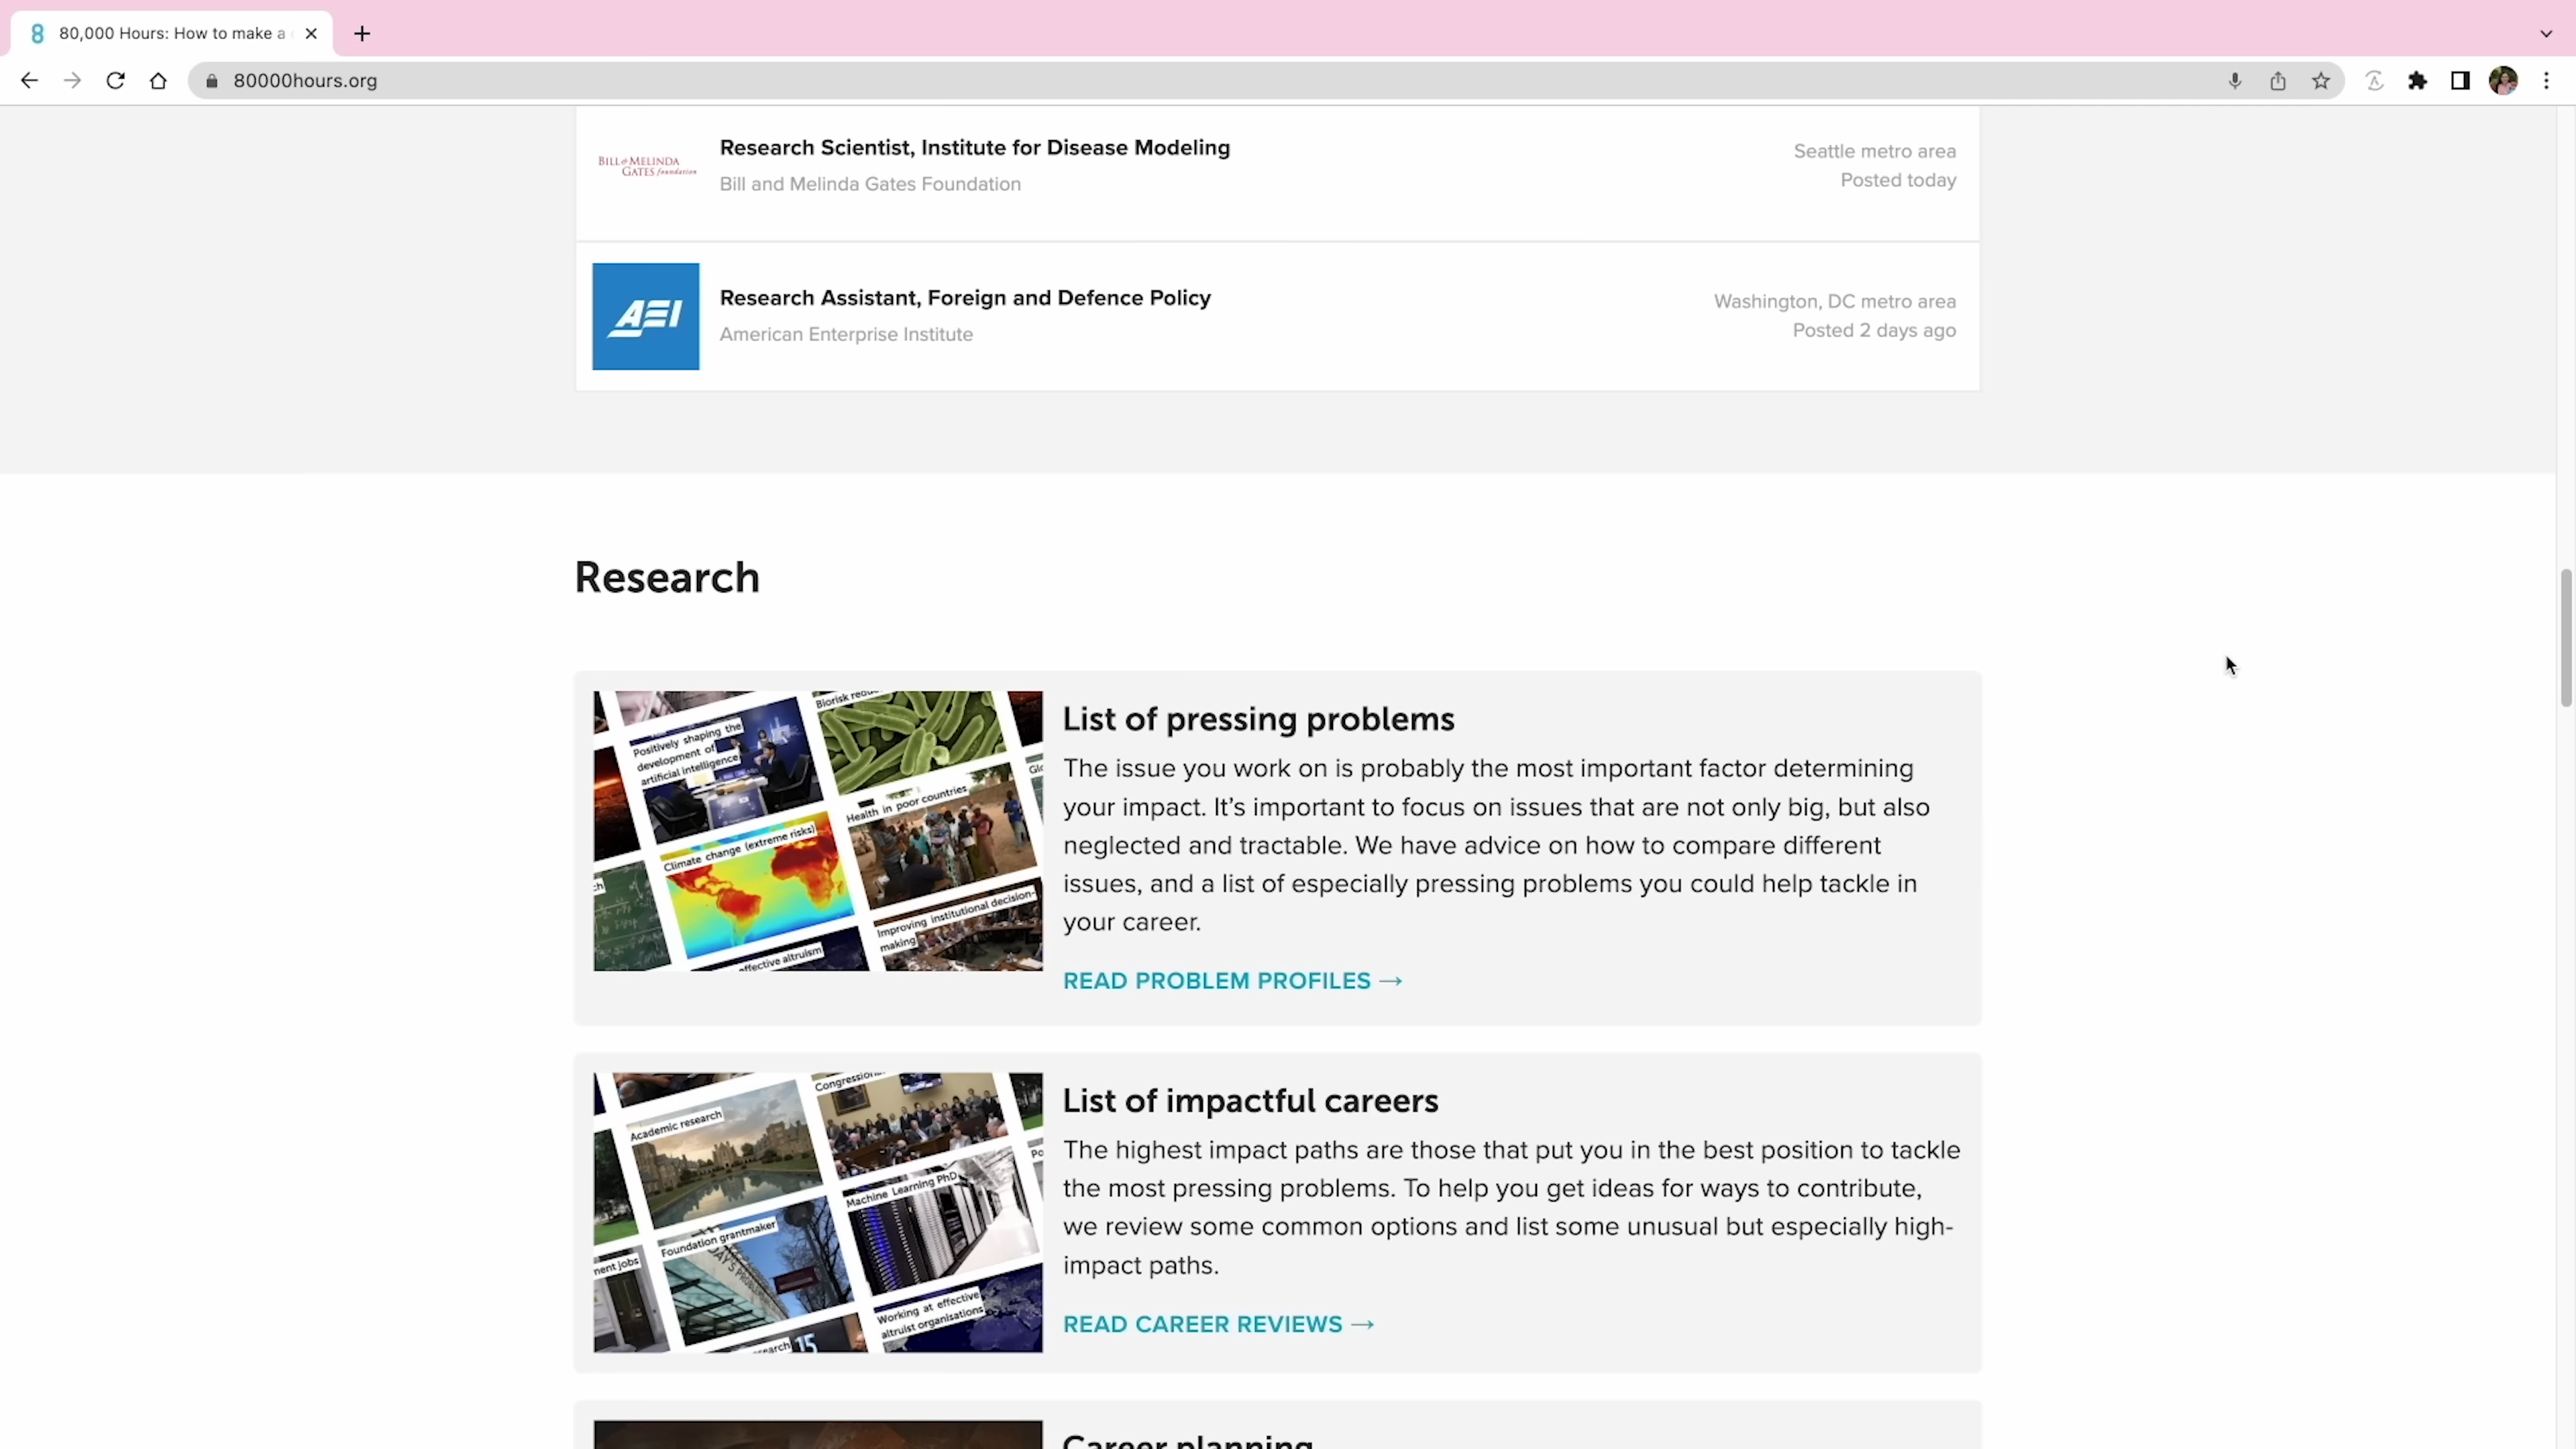 80,000 Hours: How to make a
80000hours.org
Research Scientist, Institute for Disease Modeling
Seattle metro area
BILL & MELINDA
GATES foundation
Bill and Melinda Gates Foundation
Posted today
AEI
Research Assistant, Foreign and Defence Policy
Washington, DC metro area
American Enterprise Institute
Posted 2 days ago
Research
Positively shaping the
development of
artificial intelligence
Health in poor countries
Climate change (extreme risks)
Improving institutional decision-
making
effective altruism
List of pressing problems
The issue you work on is probably the most important factor determining
your impact. It's important to focus on issues that are not only big, but also
neglected and tractable. We have advice on how to compare different
issues, and a list of especially pressing problems you could help tackle in
your career.
READ PROBLEM PROFILES →
Academic research
Machine Learning PhD
Foundation grantmaker
ment jobs
Working at effective
altruist organisations
15
List of impactful careers
The highest impact paths are those that put you in the best position to tackle
the most pressing problems. To help you get ideas for ways to contribute,
we review some common options and list some unusual but especially high-
impact paths.
READ CAREER REVIEWS →
Career planning